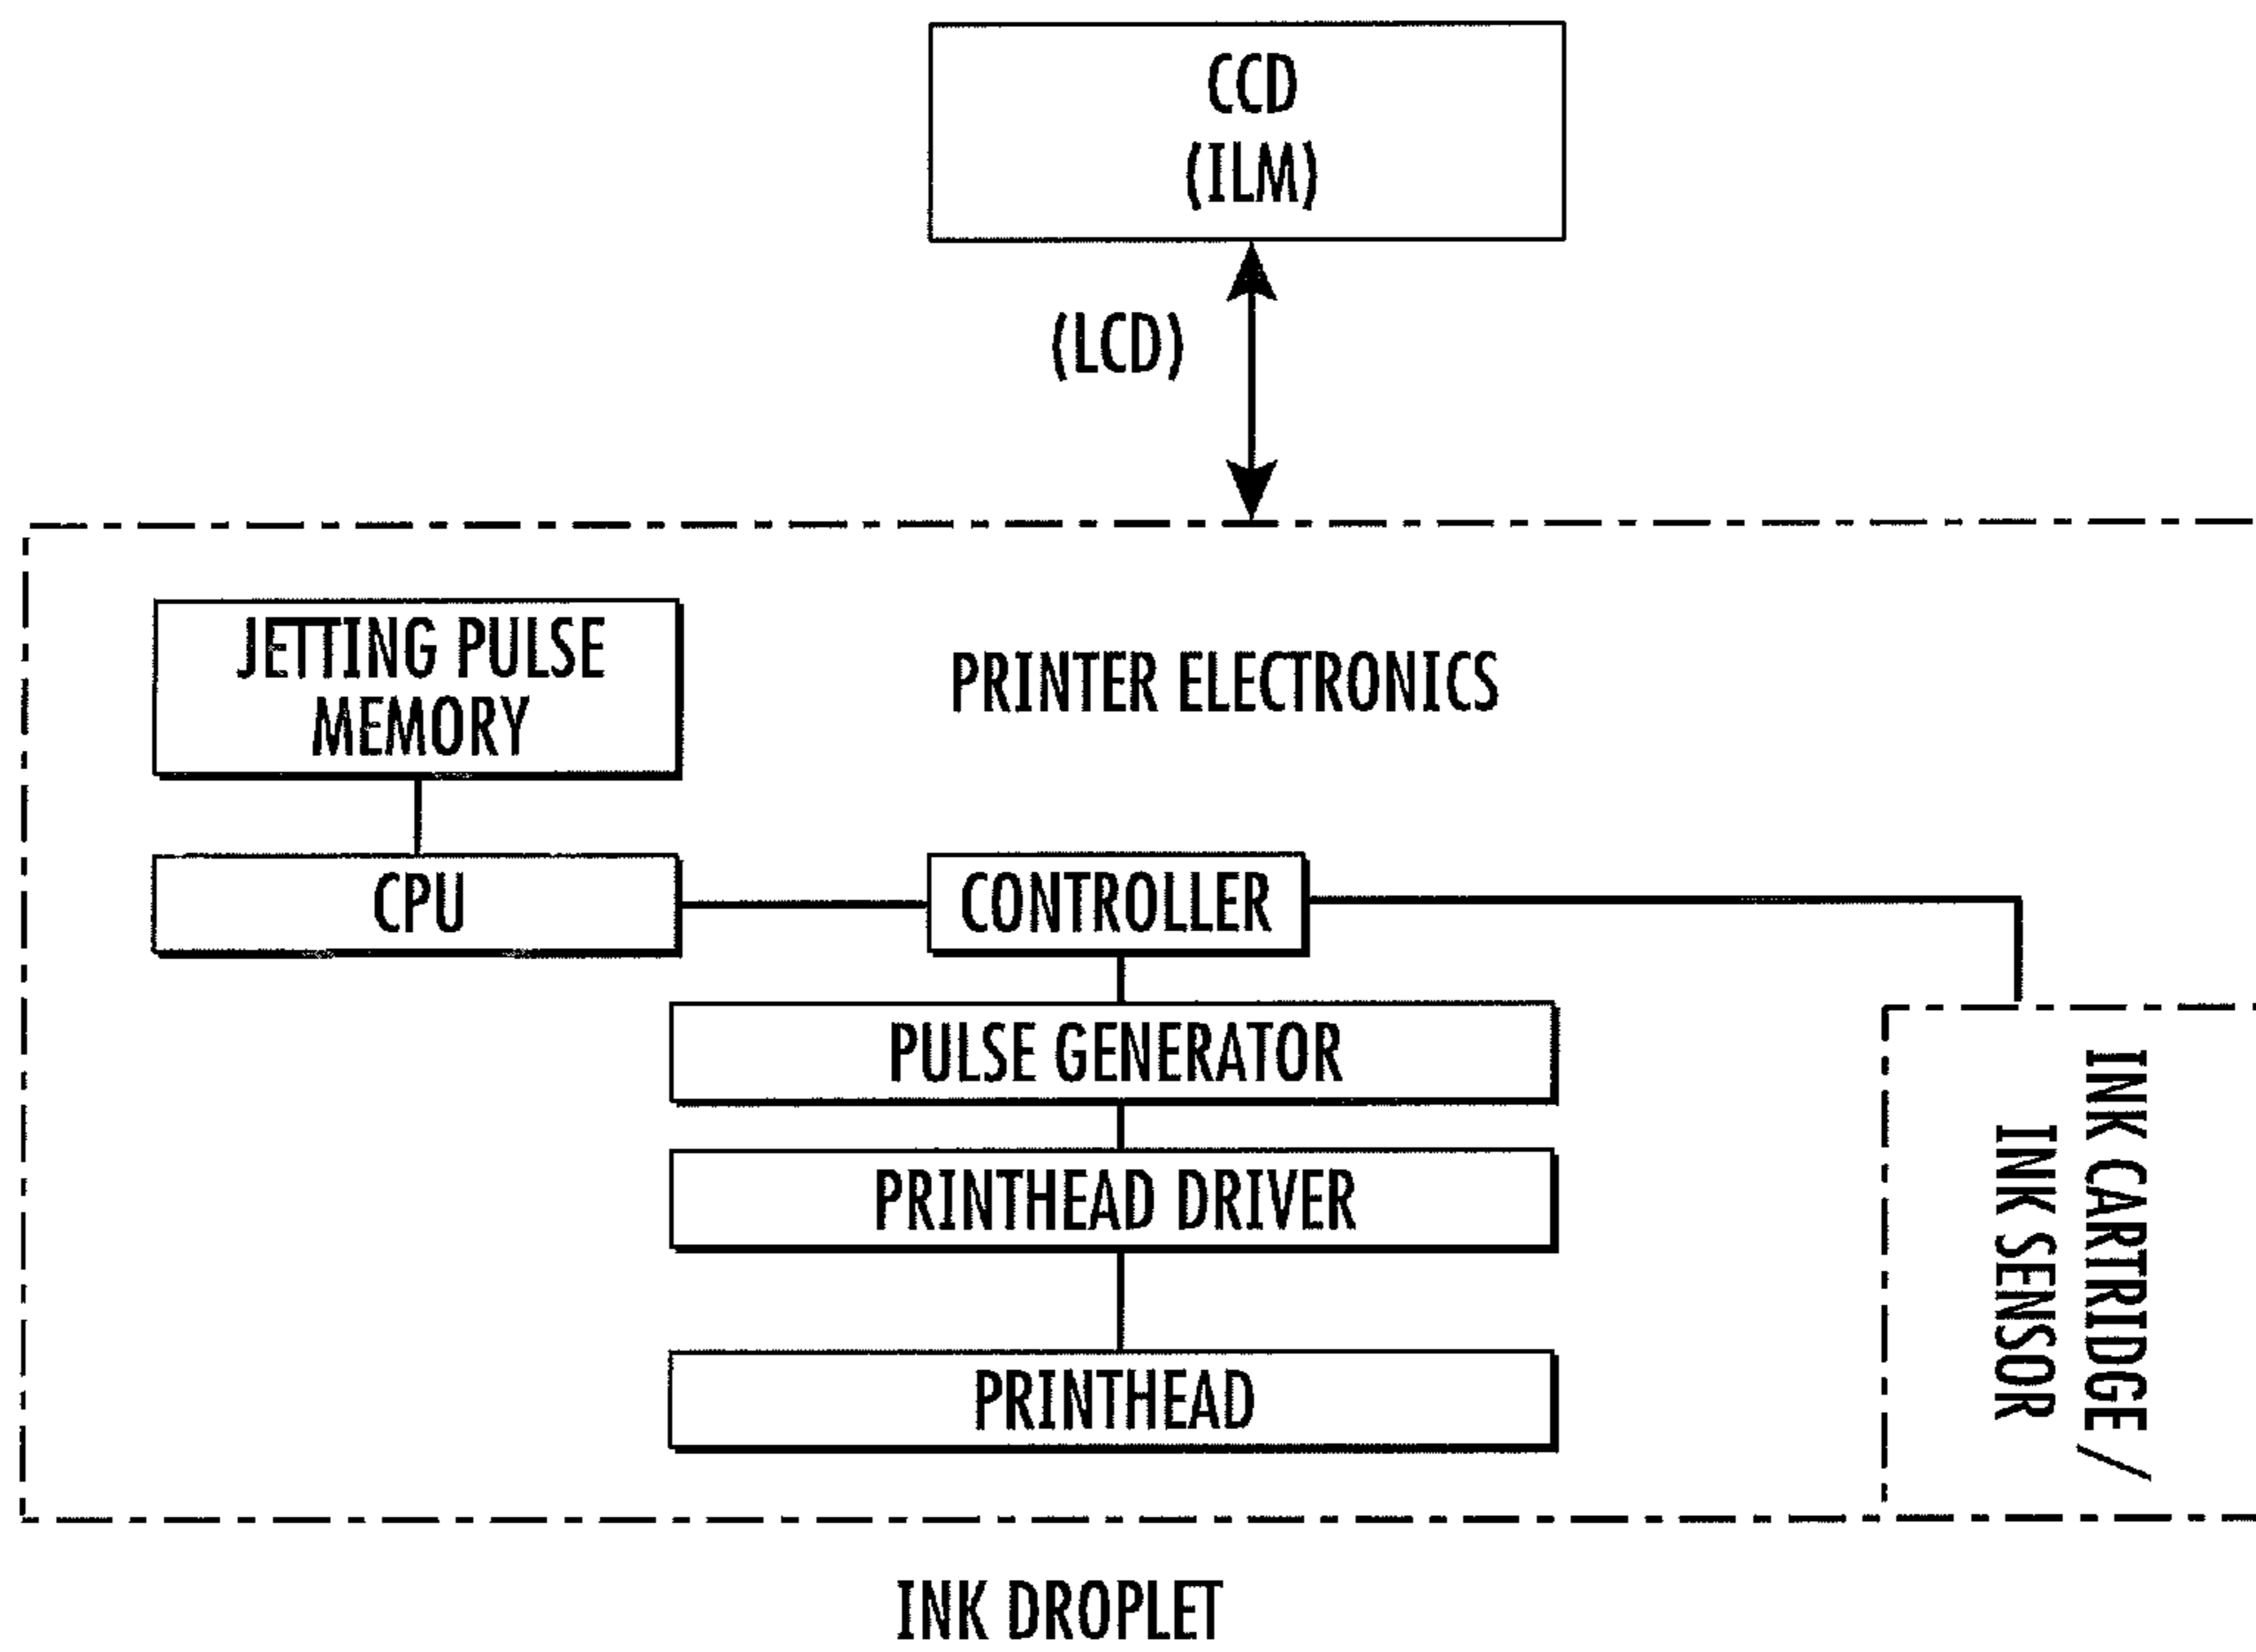 CCD
(ILM)
(LCD)
JETTING PULSE
MEMORY
PRINTER ELECTRONICS
CPU
CONTROLLER
PULSE GENERATOR
PRINTHEAD DRIVER
PRINTHEAD
INK CARTRIDGE /
INK SENSOR
INK DROPLET